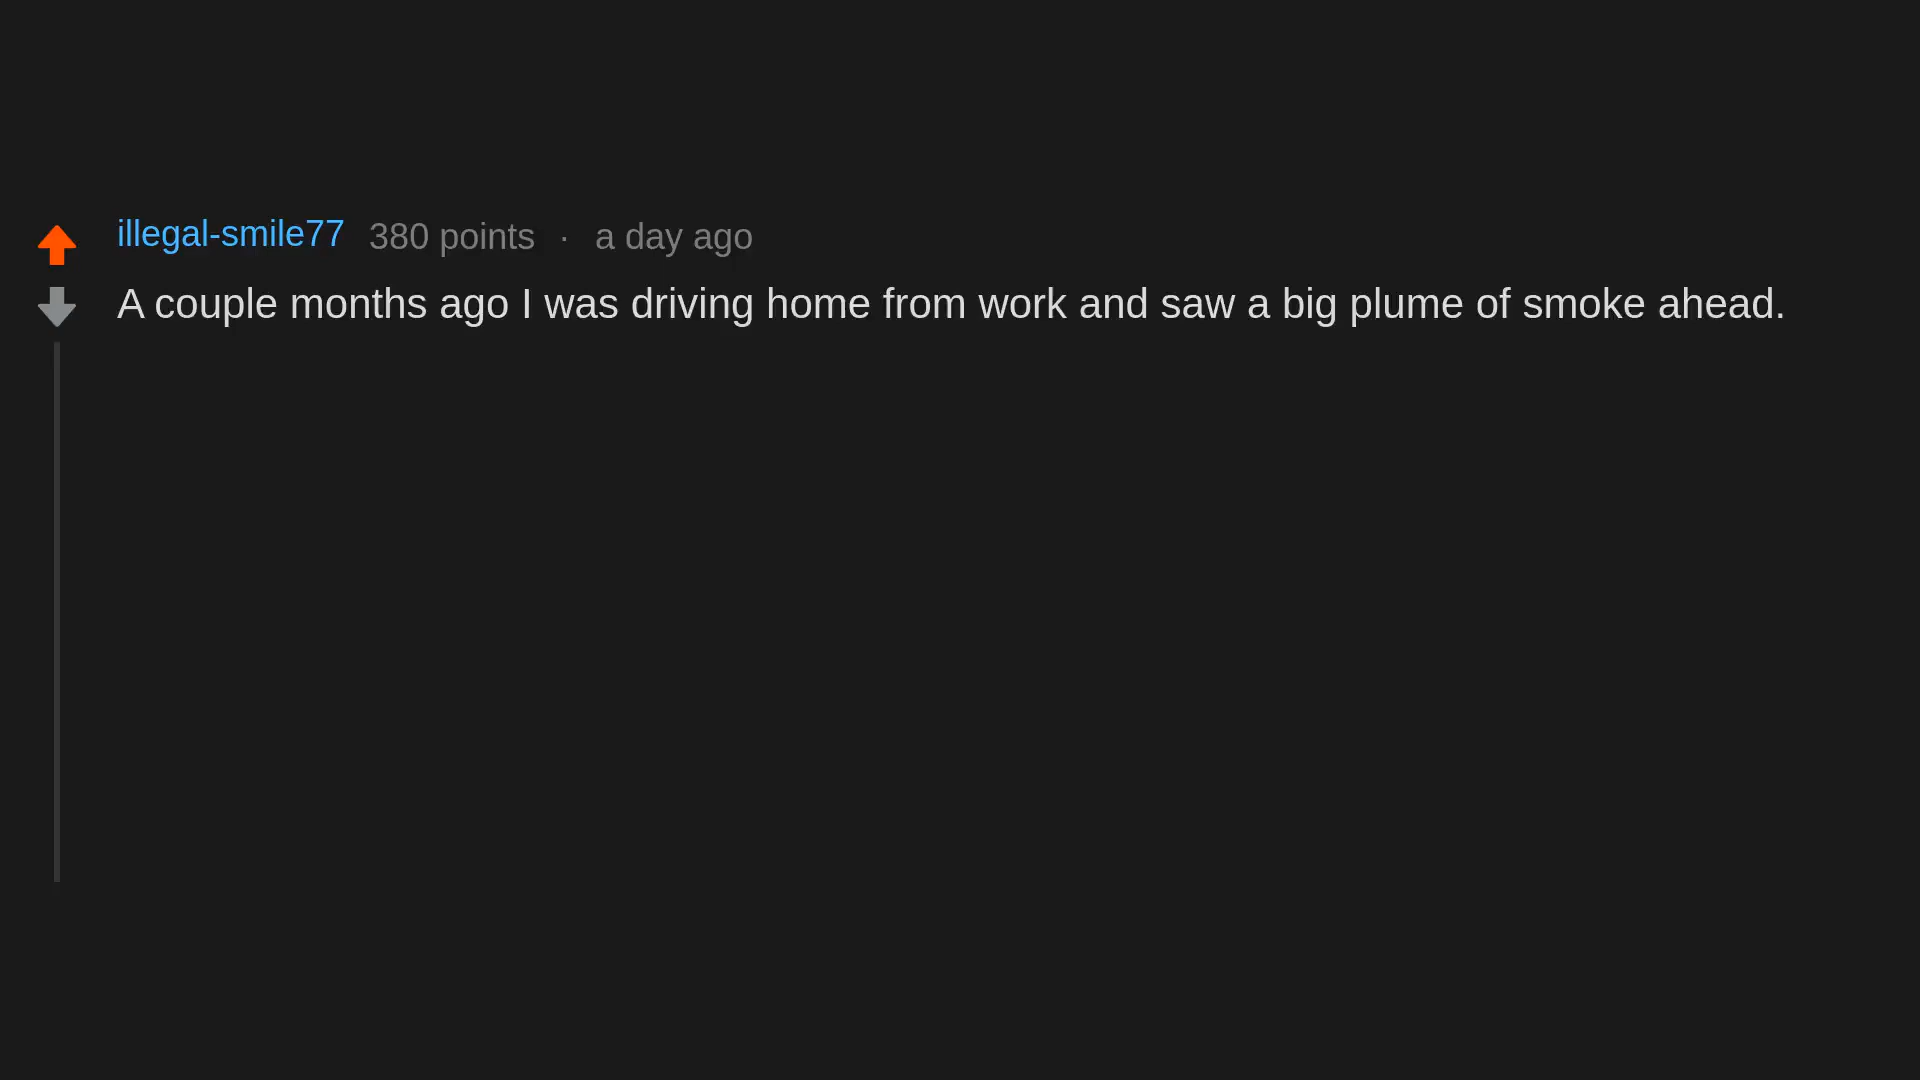 illegal-smile77 380 points · a day ago
A couple months ago I was driving home from work and saw a big plume of smoke ahead.